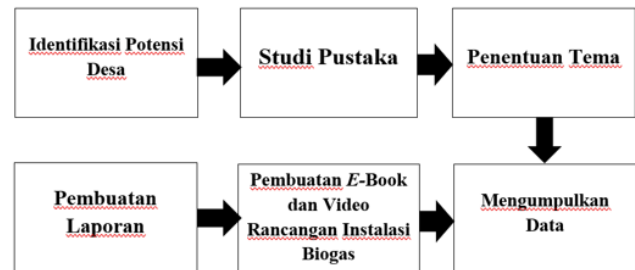 Identifikasi Potensi
Desa
Studi Pustaka
Penentuan Tema
Pembuatan
Laporan
Pembuatan E-Book
dan Video
Rancangan Instalasi
Biogas
Mengumpulkan
Data